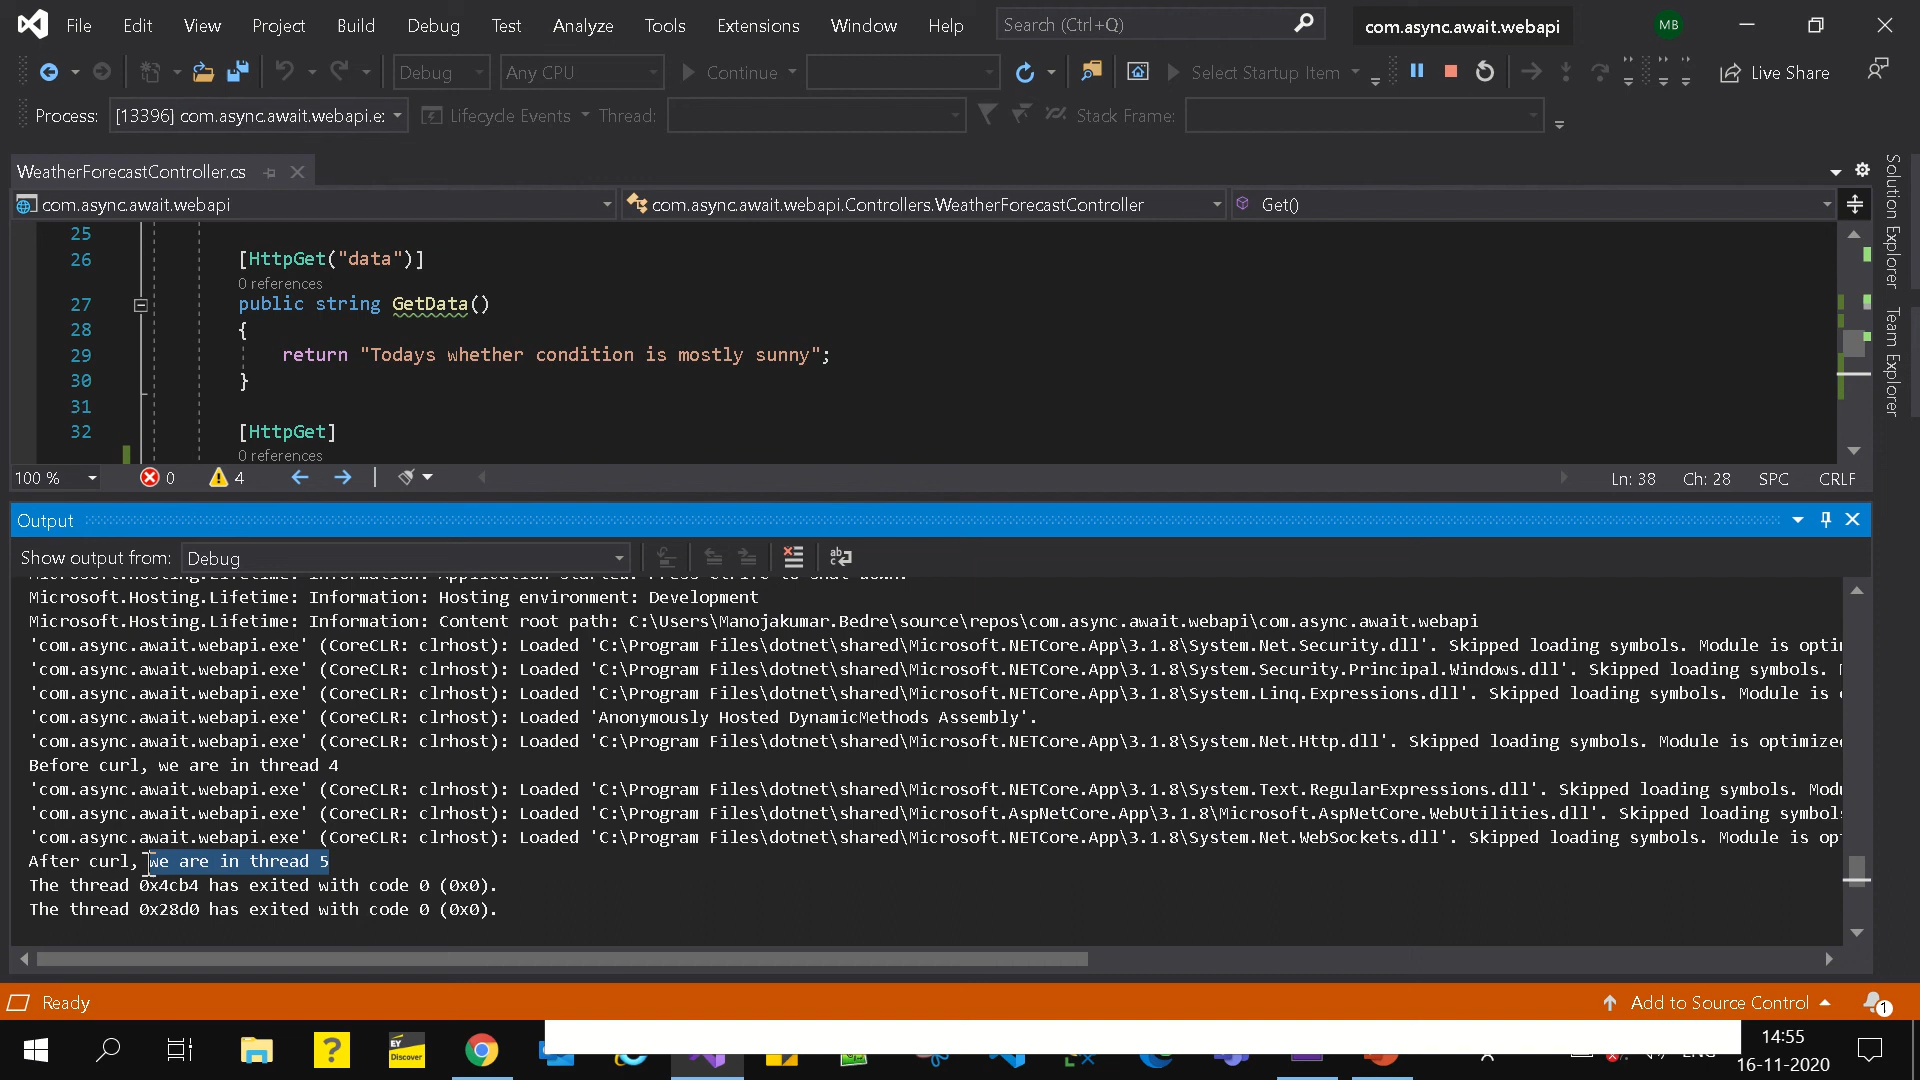 File Edit View Project Build Debug Test Analyze Tools Extensions Window Help Search (Ctrl+Q) com.async.await.webapi MB
Debug Any CPU Continue Select Startup Item Live Share
Process: [13396] com.async.await.webapi.e: Lifecycle Events Thread: Stack Frame:
WeatherForecastController.cs
com.async.await.webapi com.async.await.webapi.Controllers.WeatherForecastController Get()
Solution Explorer
Team Explorer
25
26 [HttpGet("data")]
0 references
27 public string GetData()
28 {
29 return "Todays whether condition is mostly sunny";
30 }
31
32 [HttpGet]
0 references
100 % 0 4 Ln: 38 Ch: 28 SPC CRLF
Output
Show output from: Debug
Microsoft.Hosting.Lifetime: Information: Hosting environment: Development
Microsoft.Hosting.Lifetime: Information: Content root path: C:\Users\Manojakumar.Bedre\source\repos\com.async.await.webapi\com.async.await.webapi
'com.async.await.webapi.exe' (CoreCLR: clrhost): Loaded 'C:\Program Files\dotnet\shared\Microsoft.NETCore.App\3.1.8\System.Net.Security.dll'. Skipped loading symbols. Module is optim
'com.async.await.webapi.exe' (CoreCLR: clrhost): Loaded 'C:\Program Files\dotnet\shared\Microsoft.NETCore.App\3.1.8\System.Security.Principal.Windows.dll'. Skipped loading symbols.
'com.async.await.webapi.exe' (CoreCLR: clrhost): Loaded 'C:\Program Files\dotnet\shared\Microsoft.NETCore.App\3.1.8\System.Linq.Expressions.dll'. Skipped loading symbols. Module is
'com.async.await.webapi.exe' (CoreCLR: clrhost): Loaded 'Anonymously Hosted DynamicMethods Assembly'.
'com.async.await.webapi.exe' (CoreCLR: clrhost): Loaded 'C:\Program Files\dotnet\shared\Microsoft.NETCore.App\3.1.8\System.Net.Http.dll'. Skipped loading symbols. Module is optimized
Before curl, we are in thread 4
'com.async.await.webapi.exe' (CoreCLR: clrhost): Loaded 'C:\Program Files\dotnet\shared\Microsoft.NETCore.App\3.1.8\System.Text.RegularExpressions.dll'. Skipped loading symbols. Modu
'com.async.await.webapi.exe' (CoreCLR: clrhost): Loaded 'C:\Program Files\dotnet\shared\Microsoft.AspNetCore.App\3.1.8\Microsoft.AspNetCore.WebUtilities.dll'. Skipped loading symbols
'com.async.await.webapi.exe' (CoreCLR: clrhost): Loaded 'C:\Program Files\dotnet\shared\Microsoft.NETCore.App\3.1.8\System.Net.WebSockets.dll'. Skipped loading symbols. Module is op
After curl, we are in thread 5
The thread 0x4cb4 has exited with code 0 (0x0).
The thread 0x28d0 has exited with code 0 (0x0).
Ready Add to Source Control 1
EY Discover
14:55
16-11-2020